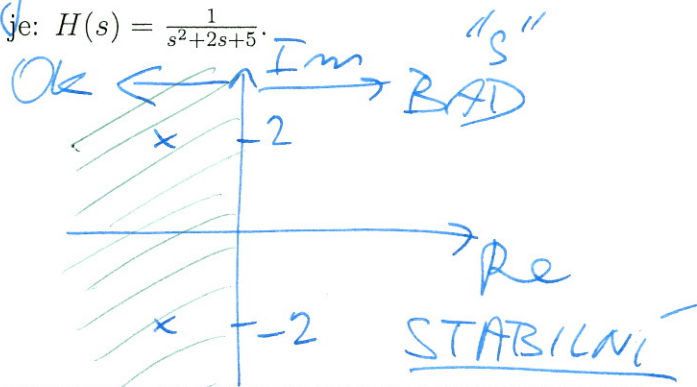 je: H(s) = 1/(s²+2s+5).
"s"
Ok Im BAD
x 2
Re
x -2
STABILNÍ